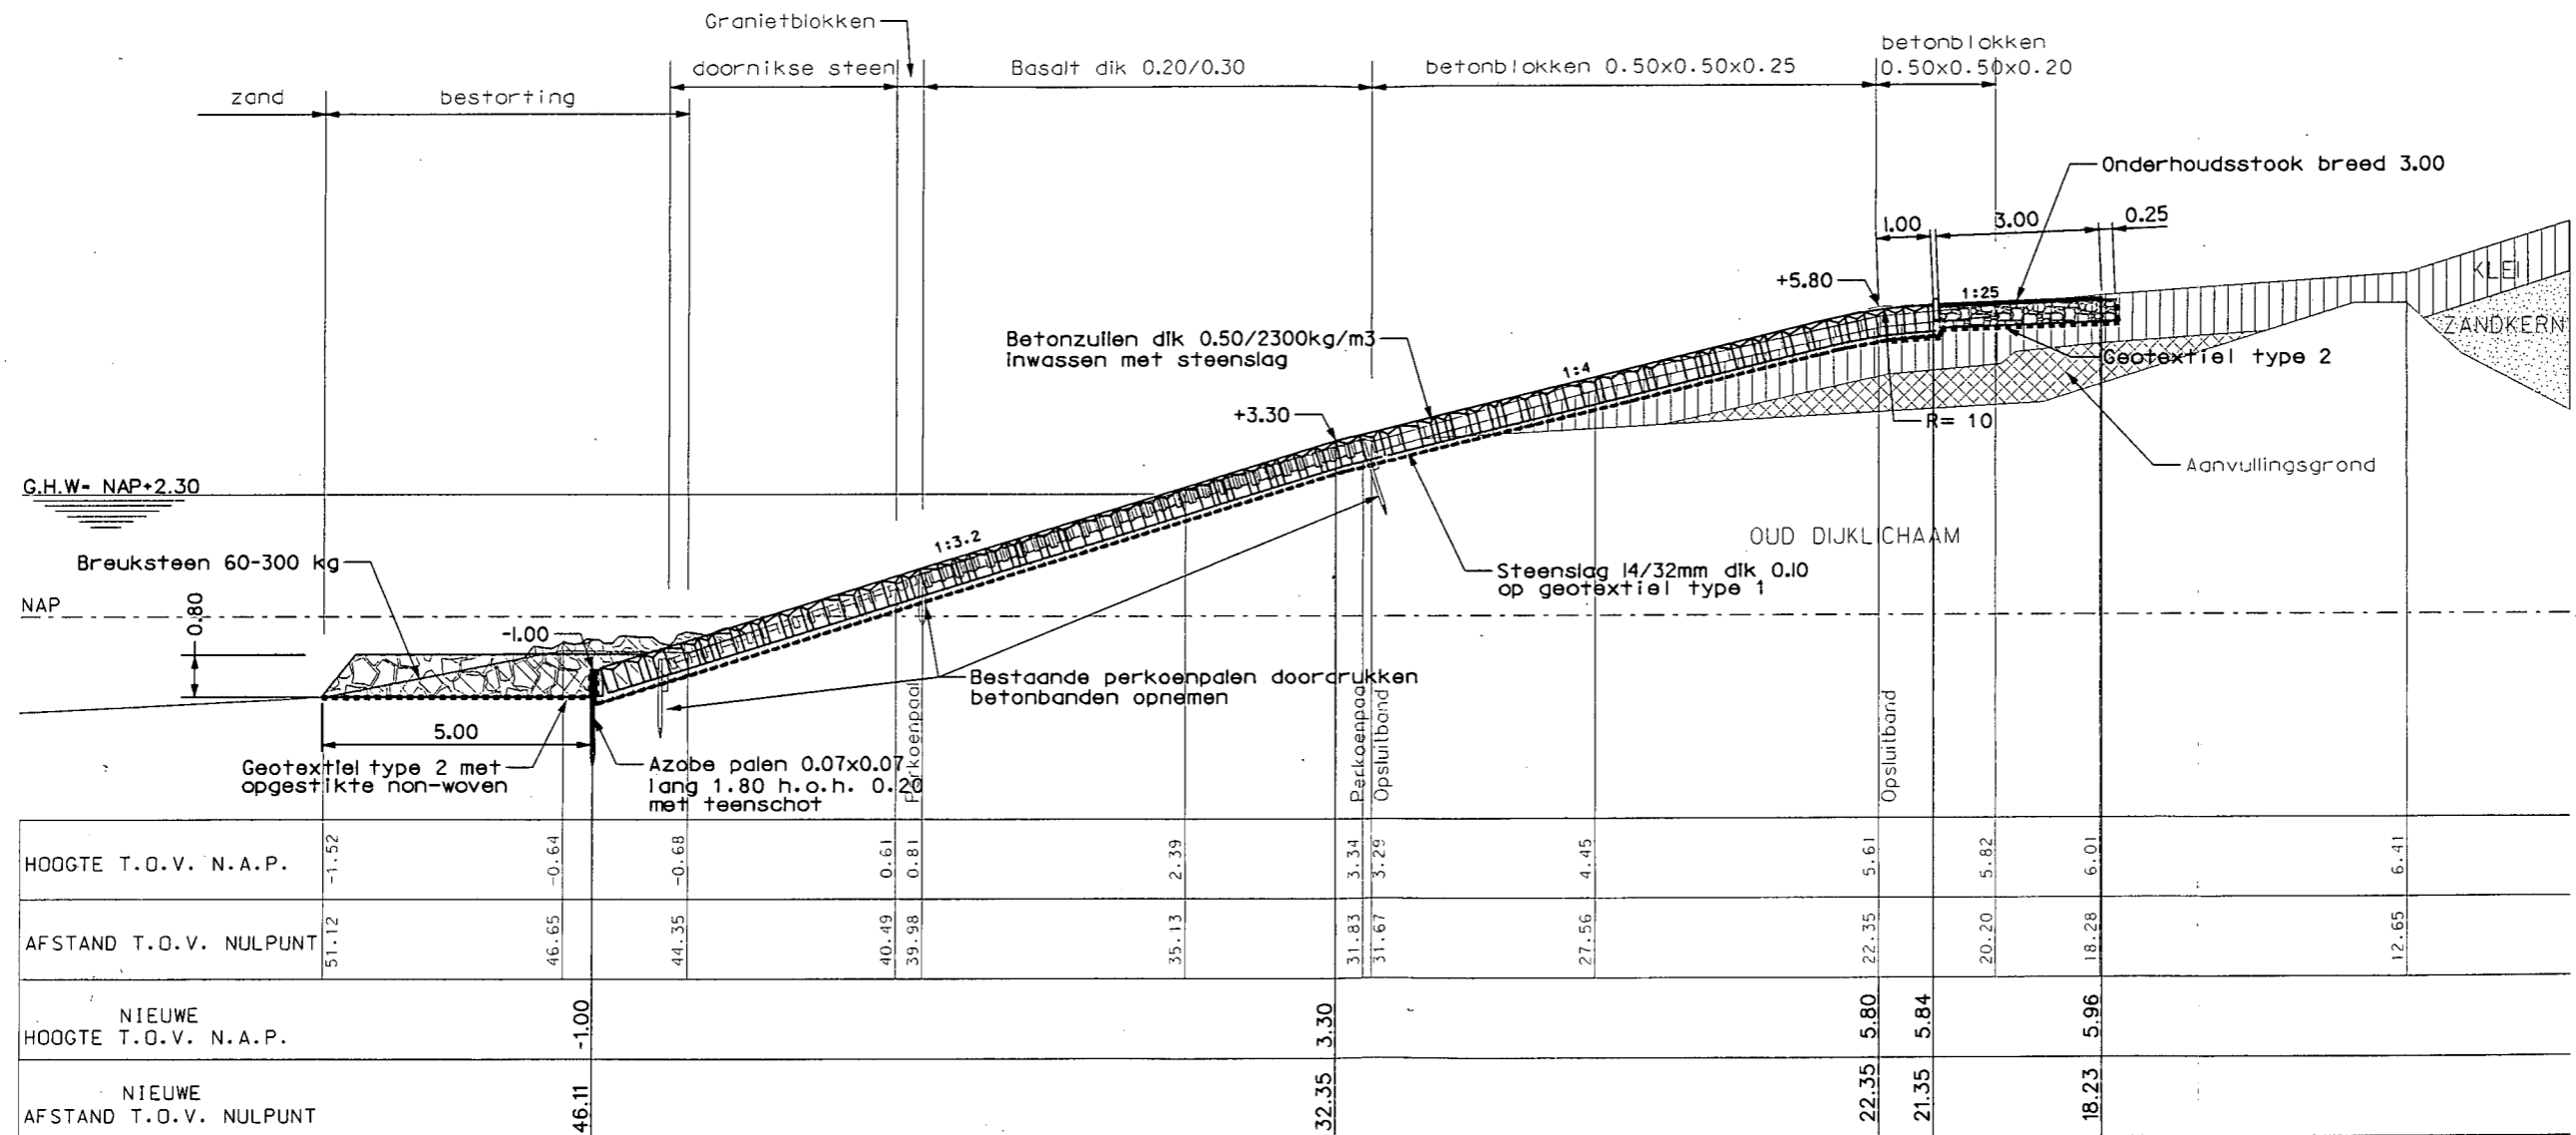 Granietblokken
doornikse steen
Basalt dik 0.20/0.30
betonblokken 0.50x0.50x0.25
betonblokken
0.50x0.50x0.20
zand
bestorting
Onderhoudsstook breed 3.00
1.00
3.00
0.25
+5.80
1:25
KLEI
ZANDKERN
Betonzuilen dik 0.50/2300kg/m3
inwassen met steenslag
1:4
Geotextiel type 2
+3.30
R= 10
Aanvullingsgrond
G.H.W= NAP+2.30
1:3.2
OUD DIJKLICHAAM
Breuksteen 60-300 kg
Steenslag 14/32mm dik 0.10
op geotextiel type 1
NAP
0.80
-1.00
Bestaande perkoenpalen doordrukken
betonbanden opnemen
5.00
Geotextiel type 2 met
opgestikte non-woven
Azobe palen 0.07x0.07
lang 1.80 h.o.h. 0.20
met teenschot
Perkoenpaal
Perkoenpaal
Opsluitband
Opsluitband
HOOGTE T.O.V. N.A.P.
-1.52
-0.64
-0.68
0.61
0.81
2.39
3.34
3.29
4.45
5.61
5.82
6.01
6.41
AFSTAND T.O.V. NULPUNT
51.12
46.65
44.35
40.49
39.98
35.13
31.83
31.67
27.56
22.35
20.20
18.28
12.65
NIEUWE
HOOGTE T.O.V. N.A.P.
-1.00
3.30
5.80
5.84
5.96
NIEUWE
AFSTAND T.O.V. NULPUNT
46.11
32.35
22.35
21.35
18.23